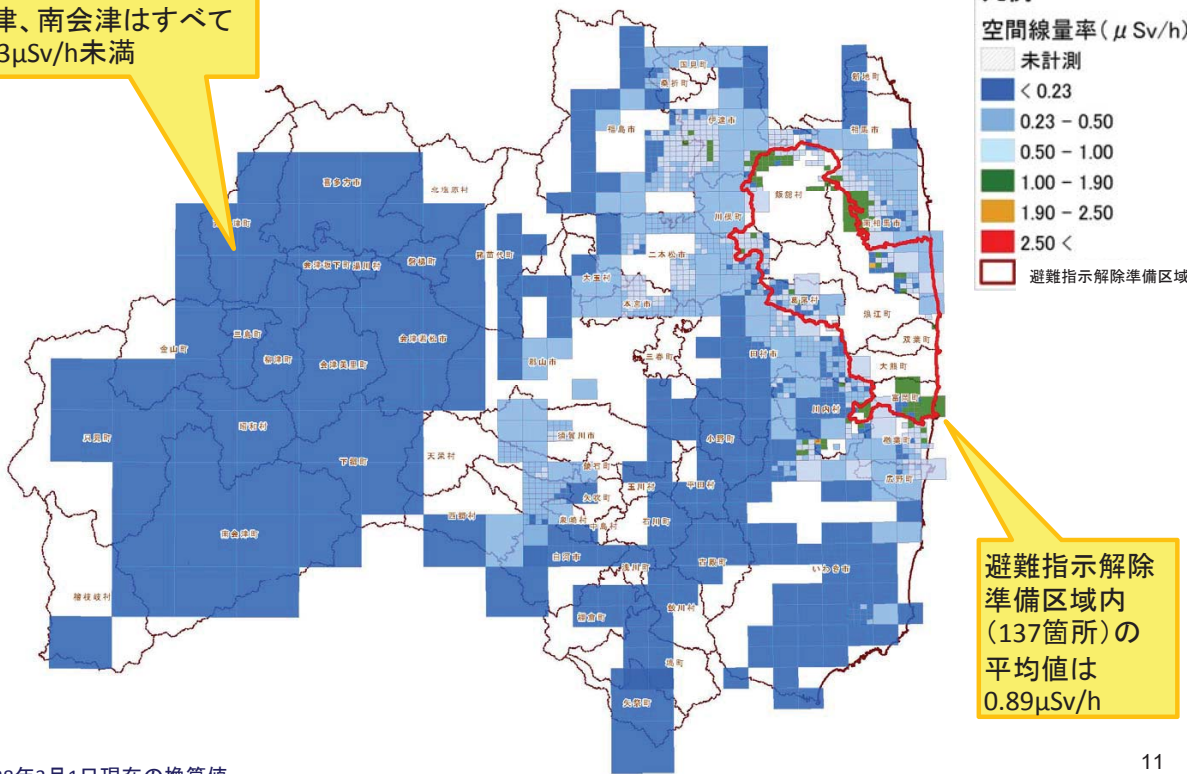 津、南会津はすべて
3μSv/h未満
空間線量率(μSv/h)
未計測
< 0.23
0.23 - 0.50
0.50 - 1.00
1.00 - 1.90
1.90 - 2.50
2.50 <
避難指示解除準備区域
国見町
桑折町
新地町
伊達市
福島市
相馬市
喜多方市
北塩原村
飯舘村
川俣町
南相馬市
会津坂下町
湯川村
磐梯町
猪苗代町
二本松市
大玉村
本宮市
葛尾村
浪江町
双葉町
三島町
金山町
柳津町
会津美里町
会津若松市
郡山市
三春町
田村市
大熊町
富岡町
川内村
只見町
昭和村
小野町
楢葉町
須賀川市
下郷町
天栄村
鏡石町
広野町
玉川村
平田村
矢吹町
西郷村
泉崎村
中島村
石川町
南会津町
白河市
浅川町
古殿町
いわき市
檜枝岐村
棚倉町
鮫川村
塙町
矢祭町
避難指示解除
準備区域内
(137箇所)の
平均値は
0.89μSv/h
11